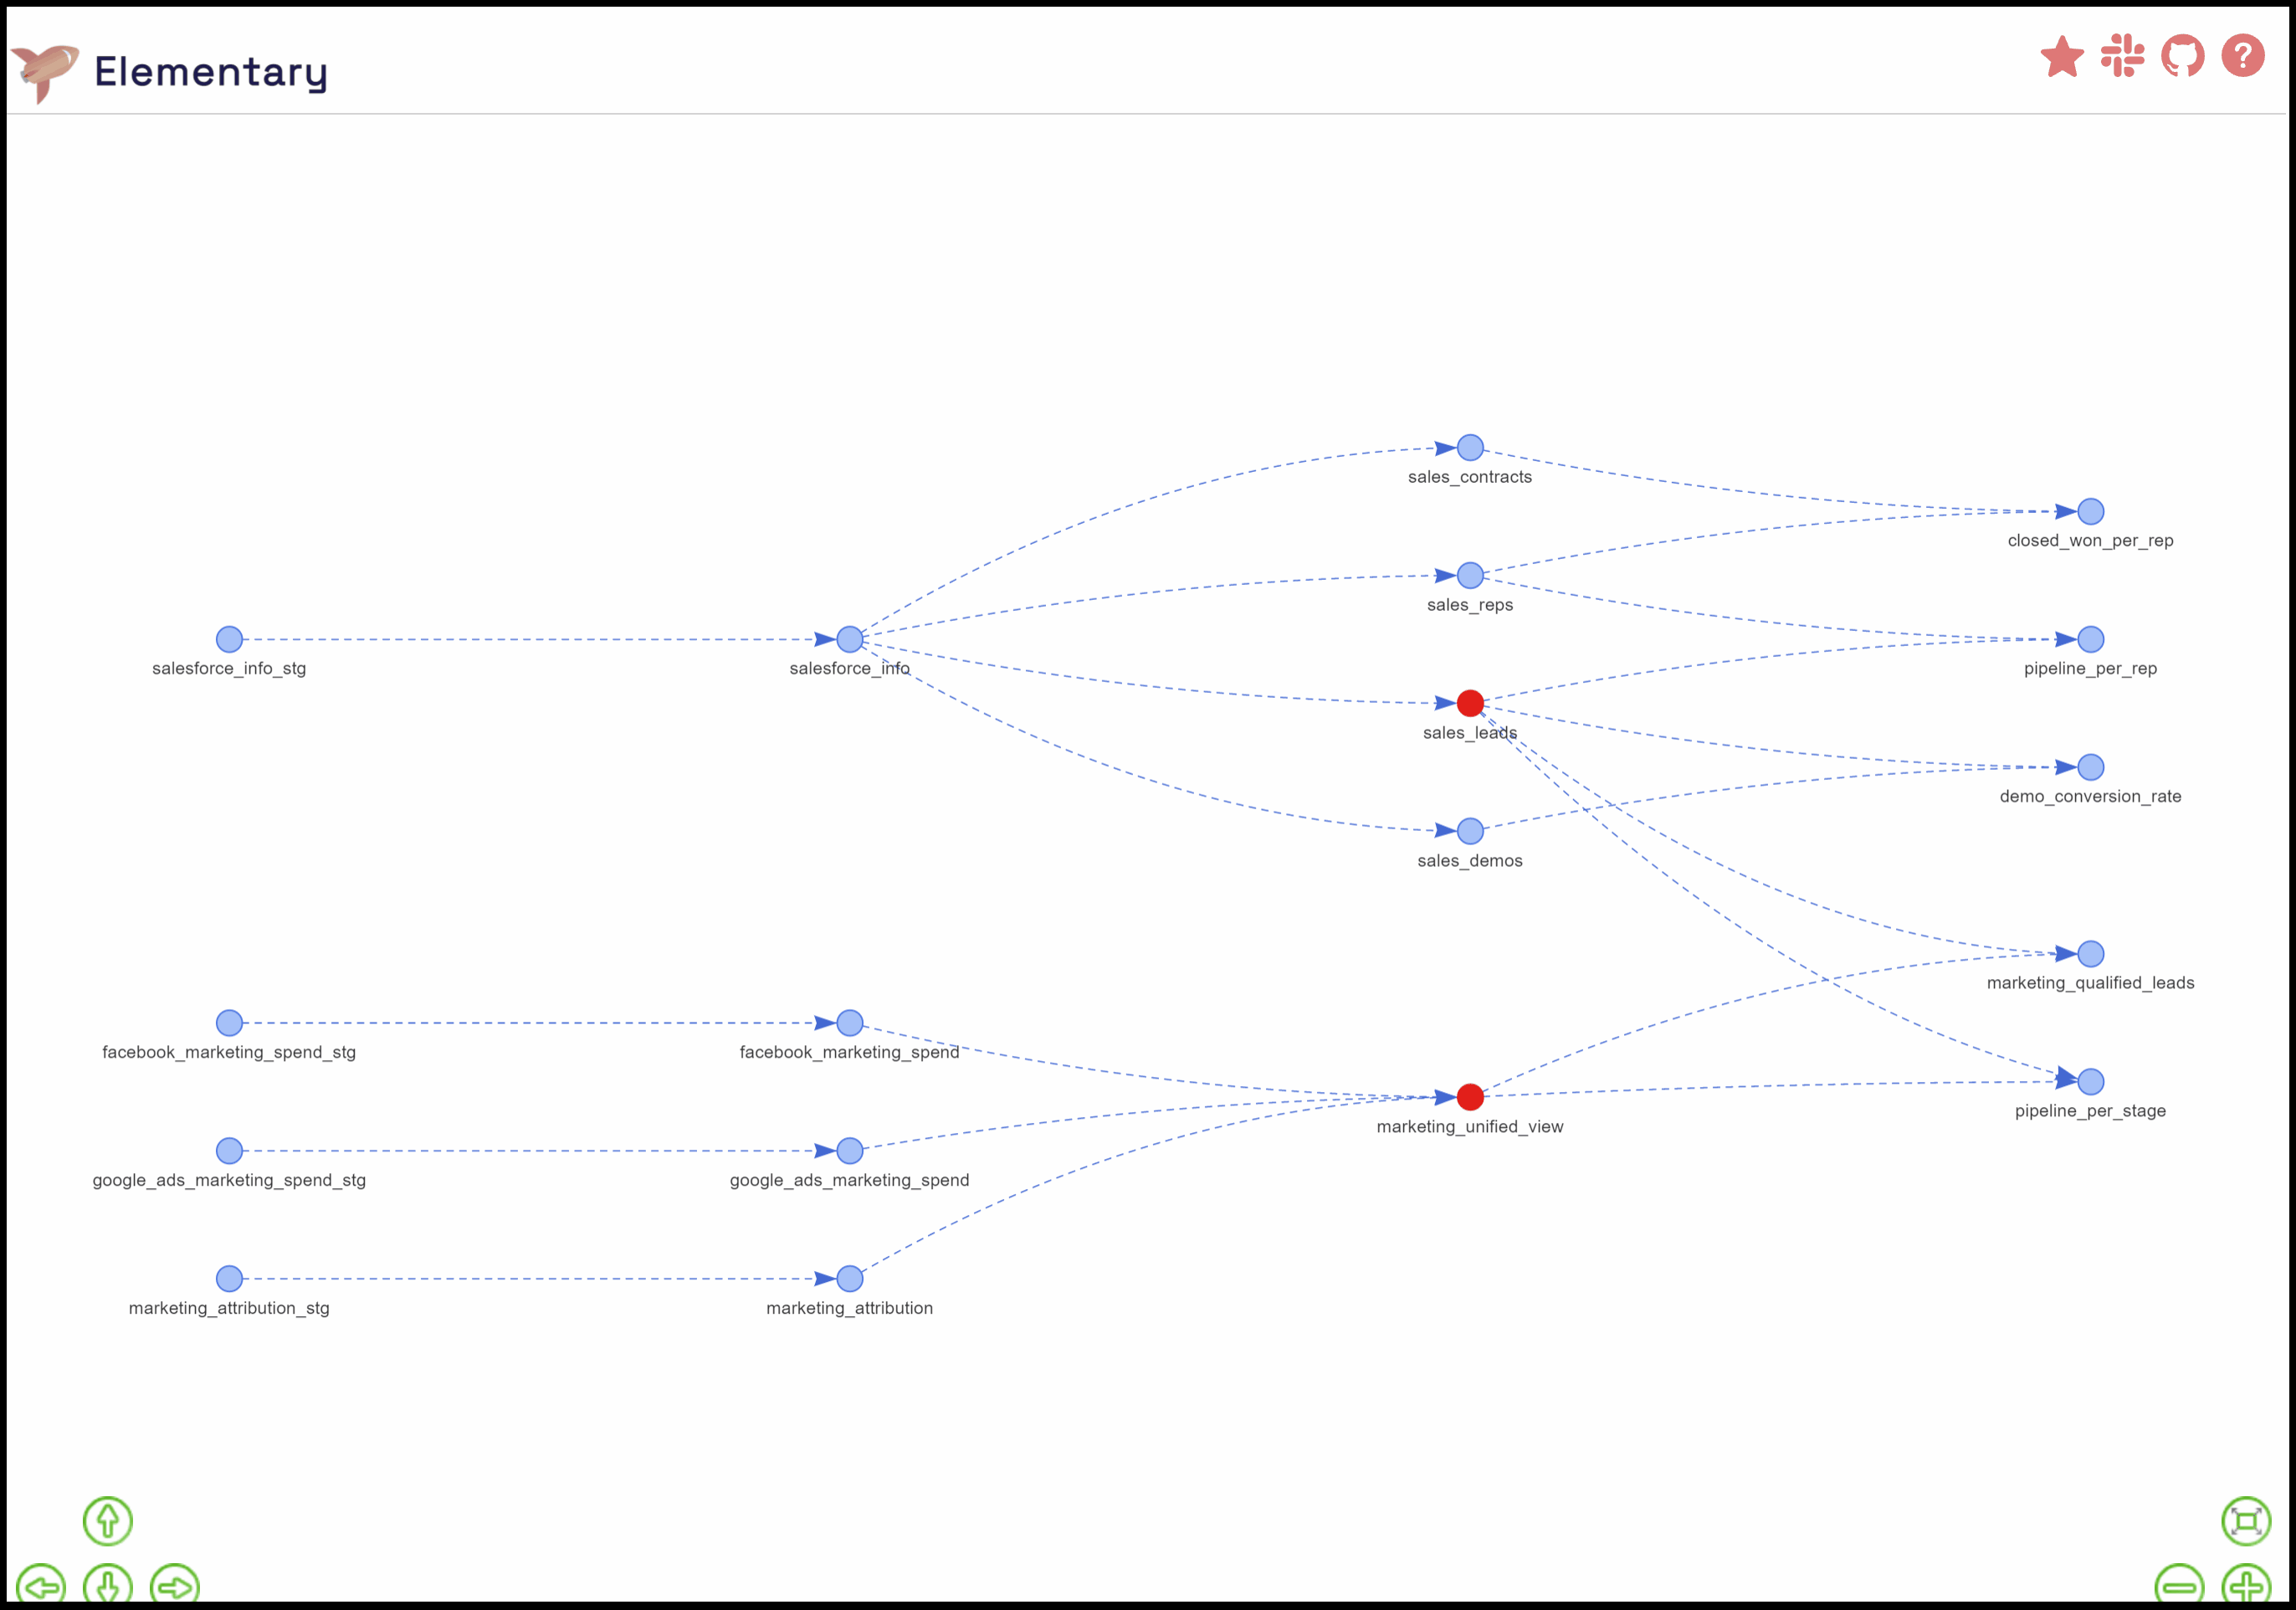 Elementary
?
sales_contracts
closed_won_per_rep
sales_reps
salesforce_info_stg
salesforce_info
pipeline_per_rep
sales_leads
demo_conversion_rate
sales_demos
marketing_qualified_leads
facebook_marketing_spend_stg
facebook_marketing_spend
pipeline_per_stage
marketing_unified_view
google_ads_marketing_spend_stg
google_ads_marketing_spend
marketing_attribution_stg
marketing_attribution